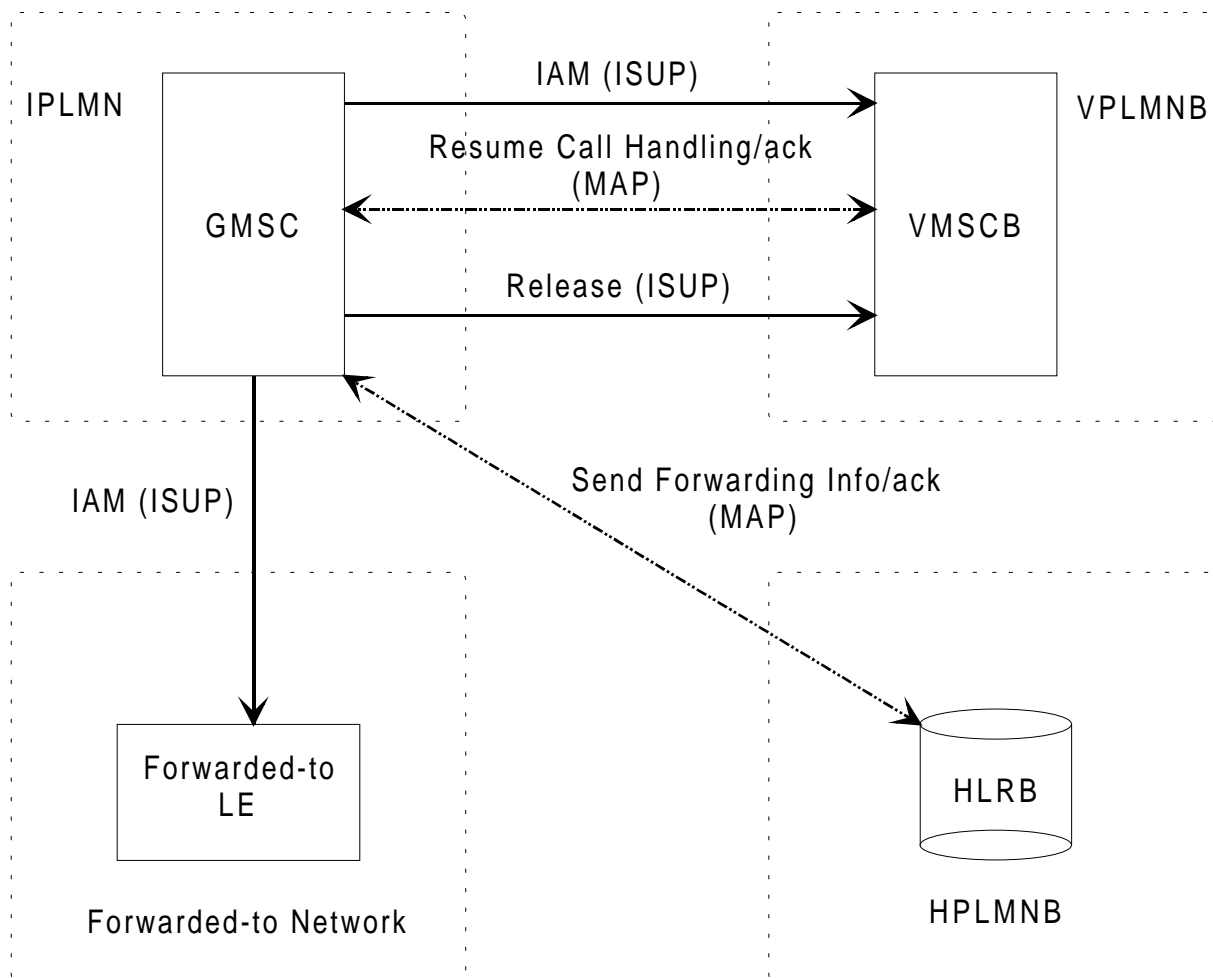 IAM (ISUP)
IPLMN
VPLMNB
Resume Call Handling/ack
(MAP)
GMSC
VMSCB
Release (ISUP)
Send Forwarding Info/ack
(MAP)
IAM (ISUP)
Forwarded-to
LE
HLRB
Forwarded-to Network
HPLMNB